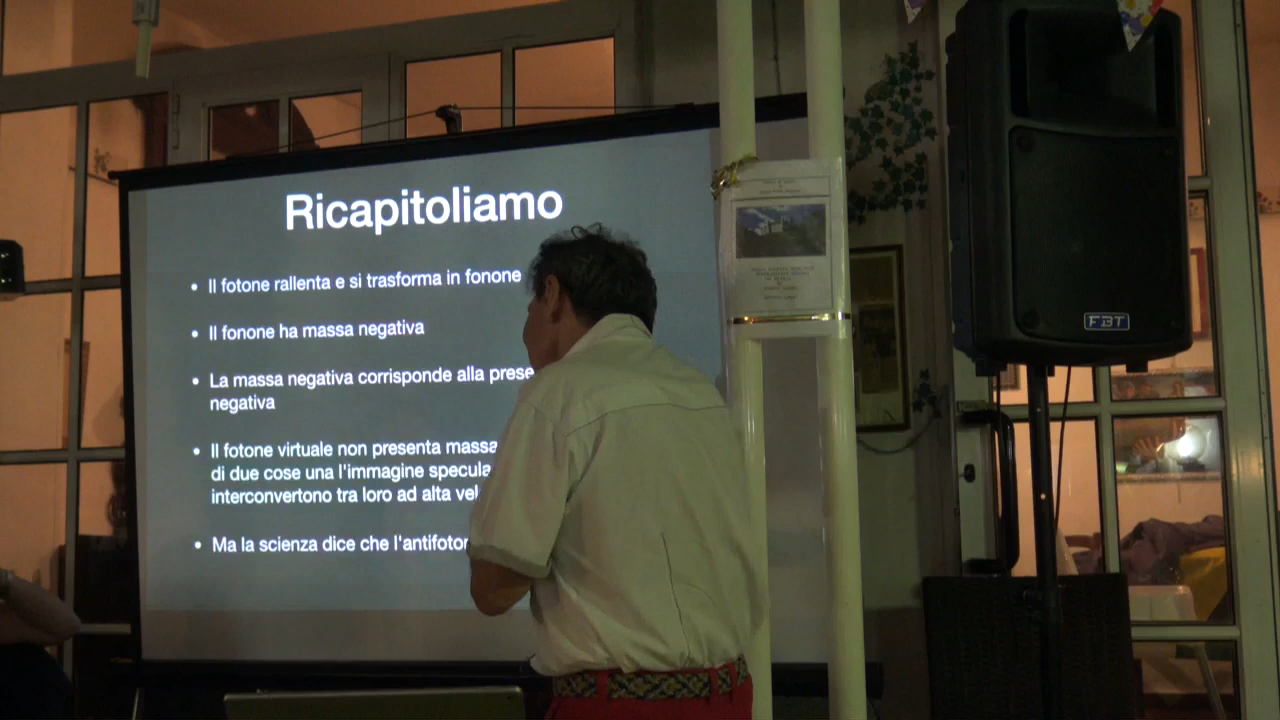 Ricapitoliamo
• Il fotone rallenta e si trasforma in fonone
• Il fonone ha massa negativa
• La massa negativa corrisponde alla prese
negativa
• Il fotone virtuale non presenta massa
di due cose una l'immagine specula
interconvertono tra loro ad alta vel
• Ma la scienza dice che l'antifoton
FBT